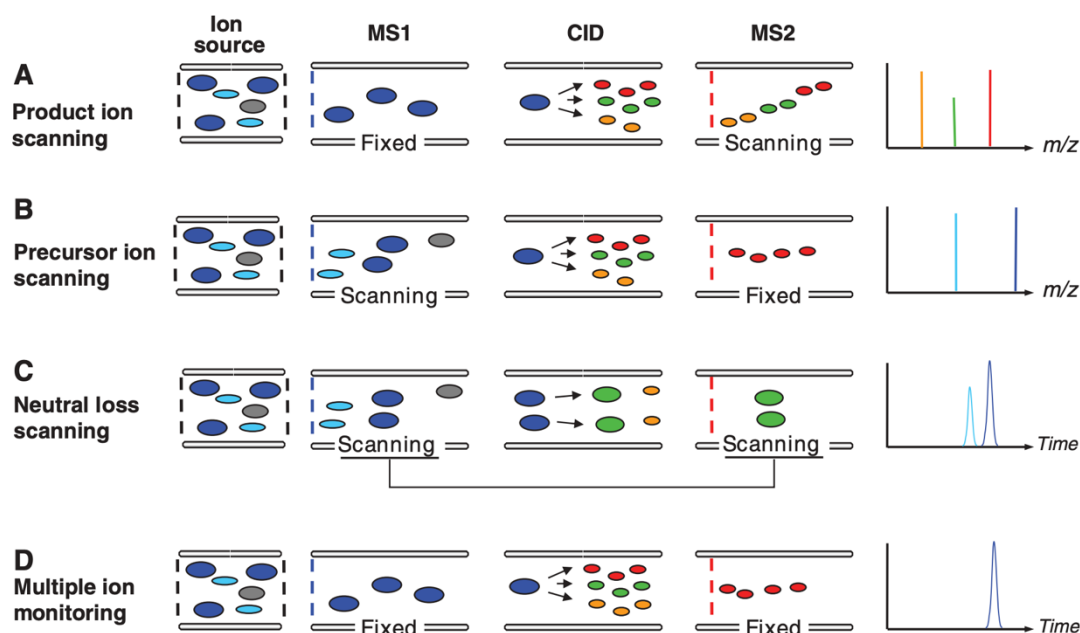 Ion
source
MS1
CID
MS2
A
Product ion
scanning
Fixed
Scanning
m/z
B
Precursor ion
scanning
Scanning
Fixed
m/z
C
Neutral loss
scanning
Scanning
Scanning
Time
D
Multiple ion
monitoring
Fixed
Fixed
Time